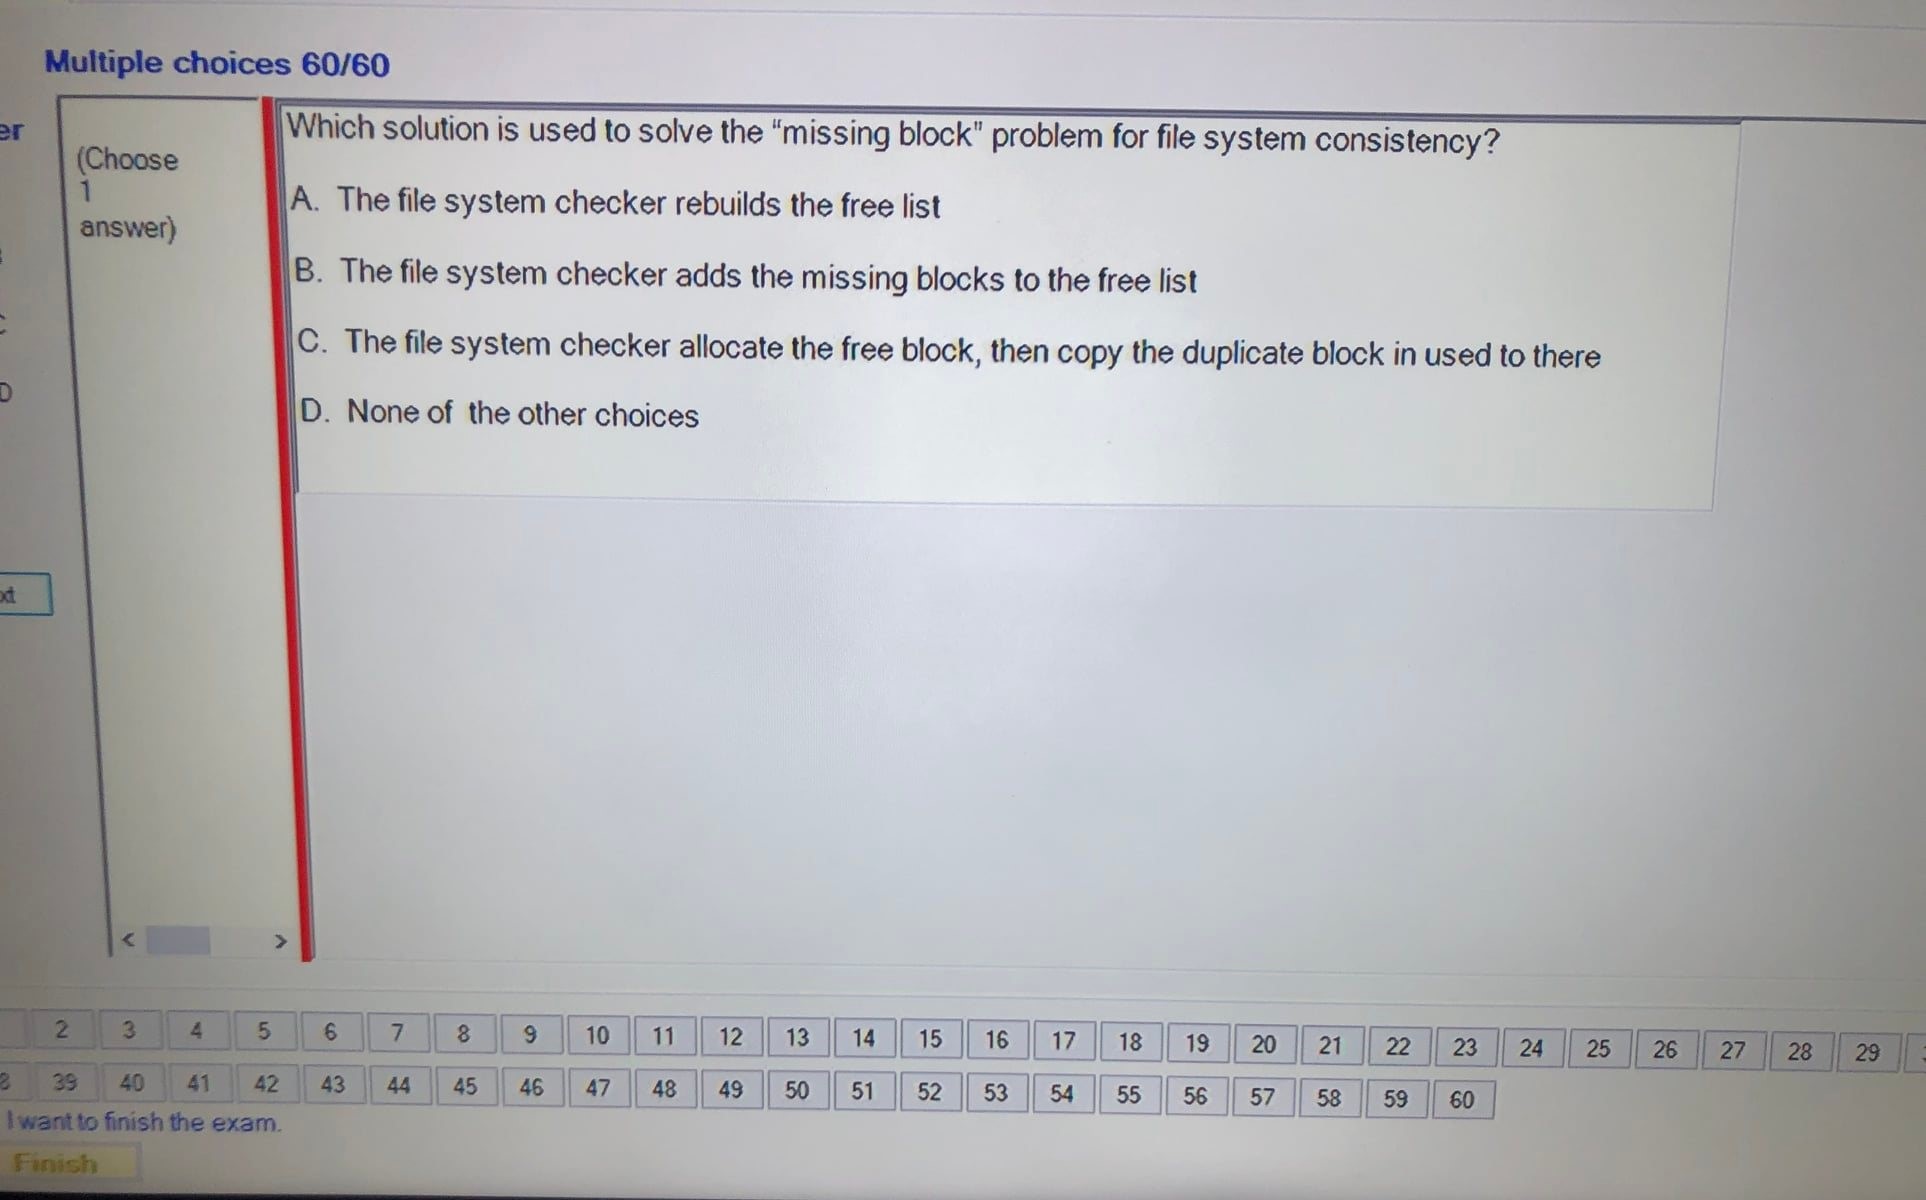 Multiple choices 60/60
er
(Choose
1
answer)
Which solution is used to solve the “missing block” problem for file system consistency?
A. The file system checker rebuilds the free list
B. The file system checker adds the missing blocks to the free list
C. The file system checker allocate the free block, then copy the duplicate block in used to there
D. None of the other choices
D
< >
2 3 4 5 6 7 8 9 10 11 12 13 14 15 16 17 18 19 20 21 22 23 24 25 26 27 28 29
39 40 41 42 43 44 45 46 47 48 49 50 51 52 53 54 55 56 57 58 59 60
I want to finish the exam.
Finish